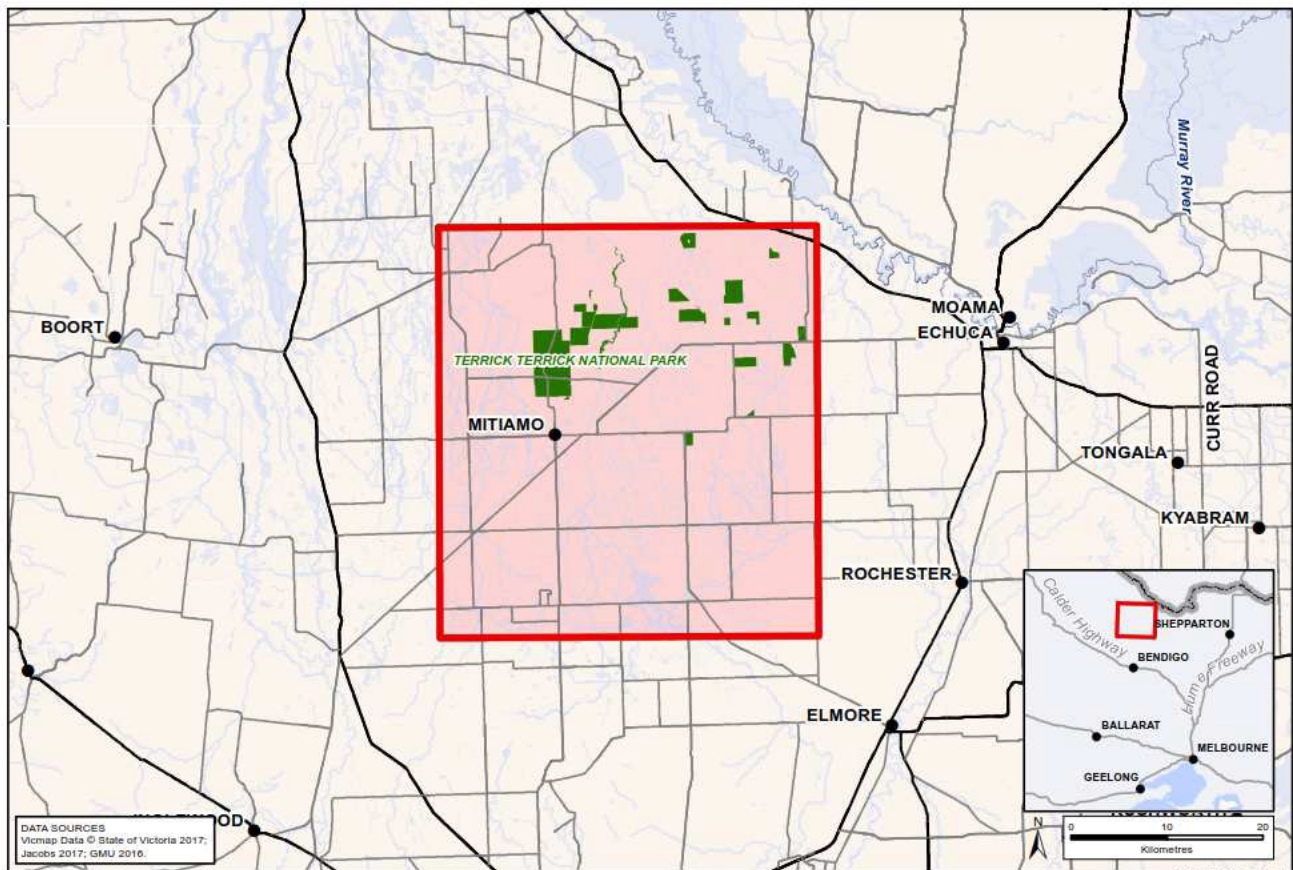 Murray River
MOAMA
BOORT
ECHUCA
TERRICK TERRICK NATIONAL PARK
CURR ROAD
MITIAMO
TONGALA
KYABRAM
ROCHESTER
Calder Highway
SHEPPARTON
BENDIGO
Hume Freeway
ELMORE
BALLARAT
MELBOURNE
GEELONG
DATA SOURCES
Vicmap Data © State of Victoria 2017;
Jacobs 2017; GMU 2016.
N
0 10 20
Kilometres